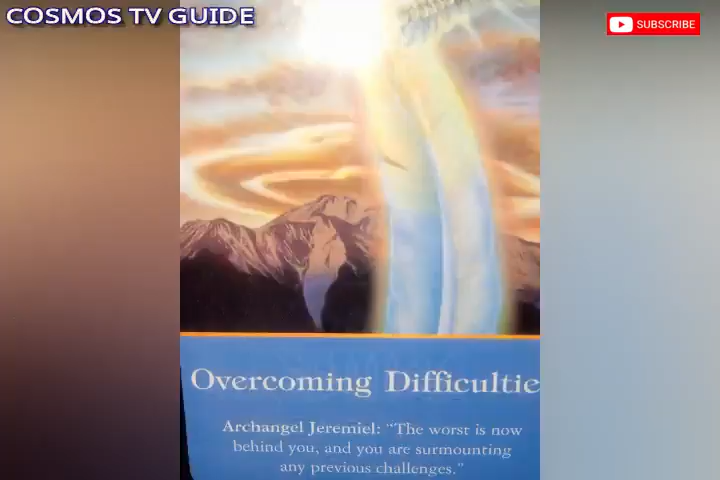 COSMOS TV GUIDE
SUBSCRIBE
Overcoming Difficultie
Archangel Jeremiel: "The worst is now
behind you, and you are surmounting
any previous challenges."